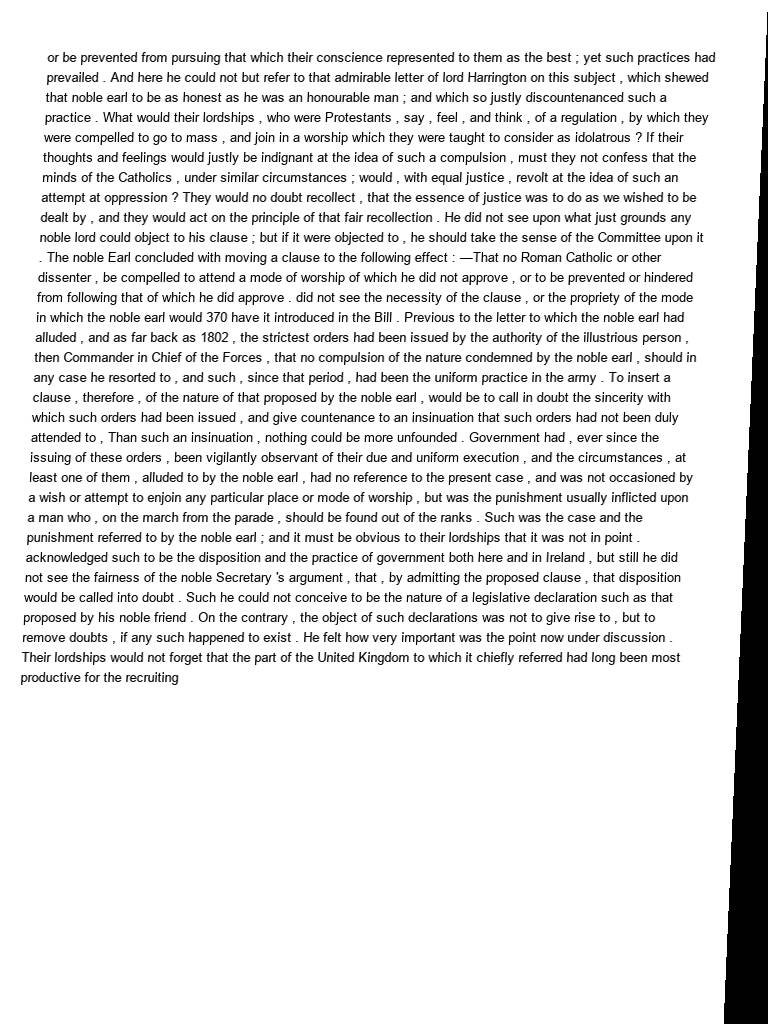 or be prevented from pursuing that which their conscience represented to them as the best ; yet such practices had
prevailed . And here he could not but refer to that admirable letter of lord Harrington on this subject , which shewed
that noble earl to be as honest as he was an honourable man ; and which so justly discountenanced such a
practice . What would their lordships , who were Protestants , say , feel , and think , of a regulation , by which they
were compelled to go to mass , and join in a worship which they were taught to consider as idolatrous ? If their
thoughts and feelings would justly be indignant at the idea of such a compulsion , must they not confess that the
minds of the Catholics , under similar circumstances ; would , with equal justice , revolt at the idea of such an
attempt at oppression ? They would no doubt recollect , that the essence of justice was to do as we wished to be
dealt by , and they would act on the principle of that fair recollection . He did not see upon what just grounds any
noble lord could object to his clause ; but if it were objected to , he should take the sense of the Committee upon it
. The noble Earl concluded with moving a clause to the following effect : —That no Roman Catholic or other
dissenter , be compelled to attend a mode of worship of which he did not approve , or to be prevented or hindered
from following that of which he did approve . did not see the necessity of the clause , or the propriety of the mode
in which the noble earl would 370 have it introduced in the Bill . Previous to the letter to which the noble earl had
alluded , and as far back as 1802 , the strictest orders had been issued by the authority of the illustrious person ,
then Commander in Chief of the Forces , that no compulsion of the nature condemned by the noble earl , should in
any case he resorted to , and such , since that period , had been the uniform practice in the army . To insert a
clause , therefore , of the nature of that proposed by the noble earl , would be to call in doubt the sincerity with
which such orders had been issued , and give countenance to an insinuation that such orders had not been duly
attended to , Than such an insinuation , nothing could be more unfounded . Government had , ever since the
issuing of these orders , been vigilantly observant of their due and uniform execution , and the circumstances , at
least one of them , alluded to by the noble earl , had no reference to the present case , and was not occasioned by
a wish or attempt to enjoin any particular place or mode of worship , but was the punishment usually inflicted upon
a man who , on the march from the parade , should be found out of the ranks . Such was the case and the
punishment referred to by the noble earl ; and it must be obvious to their lordships that it was not in point .
acknowledged such to be the disposition and the practice of government both here and in Ireland , but still he did
not see the fairness of the noble Secretary 's argument , that , by admitting the proposed clause , that disposition
would be called into doubt . Such he could not conceive to be the nature of a legislative declaration such as that
proposed by his noble friend . On the contrary , the object of such declarations was not to give rise to , but to
remove doubts , if any such happened to exist . He felt how very important was the point now under discussion .
Their lordships would not forget that the part of the United Kingdom to which it chiefly referred had long been most
productive for the recruiting